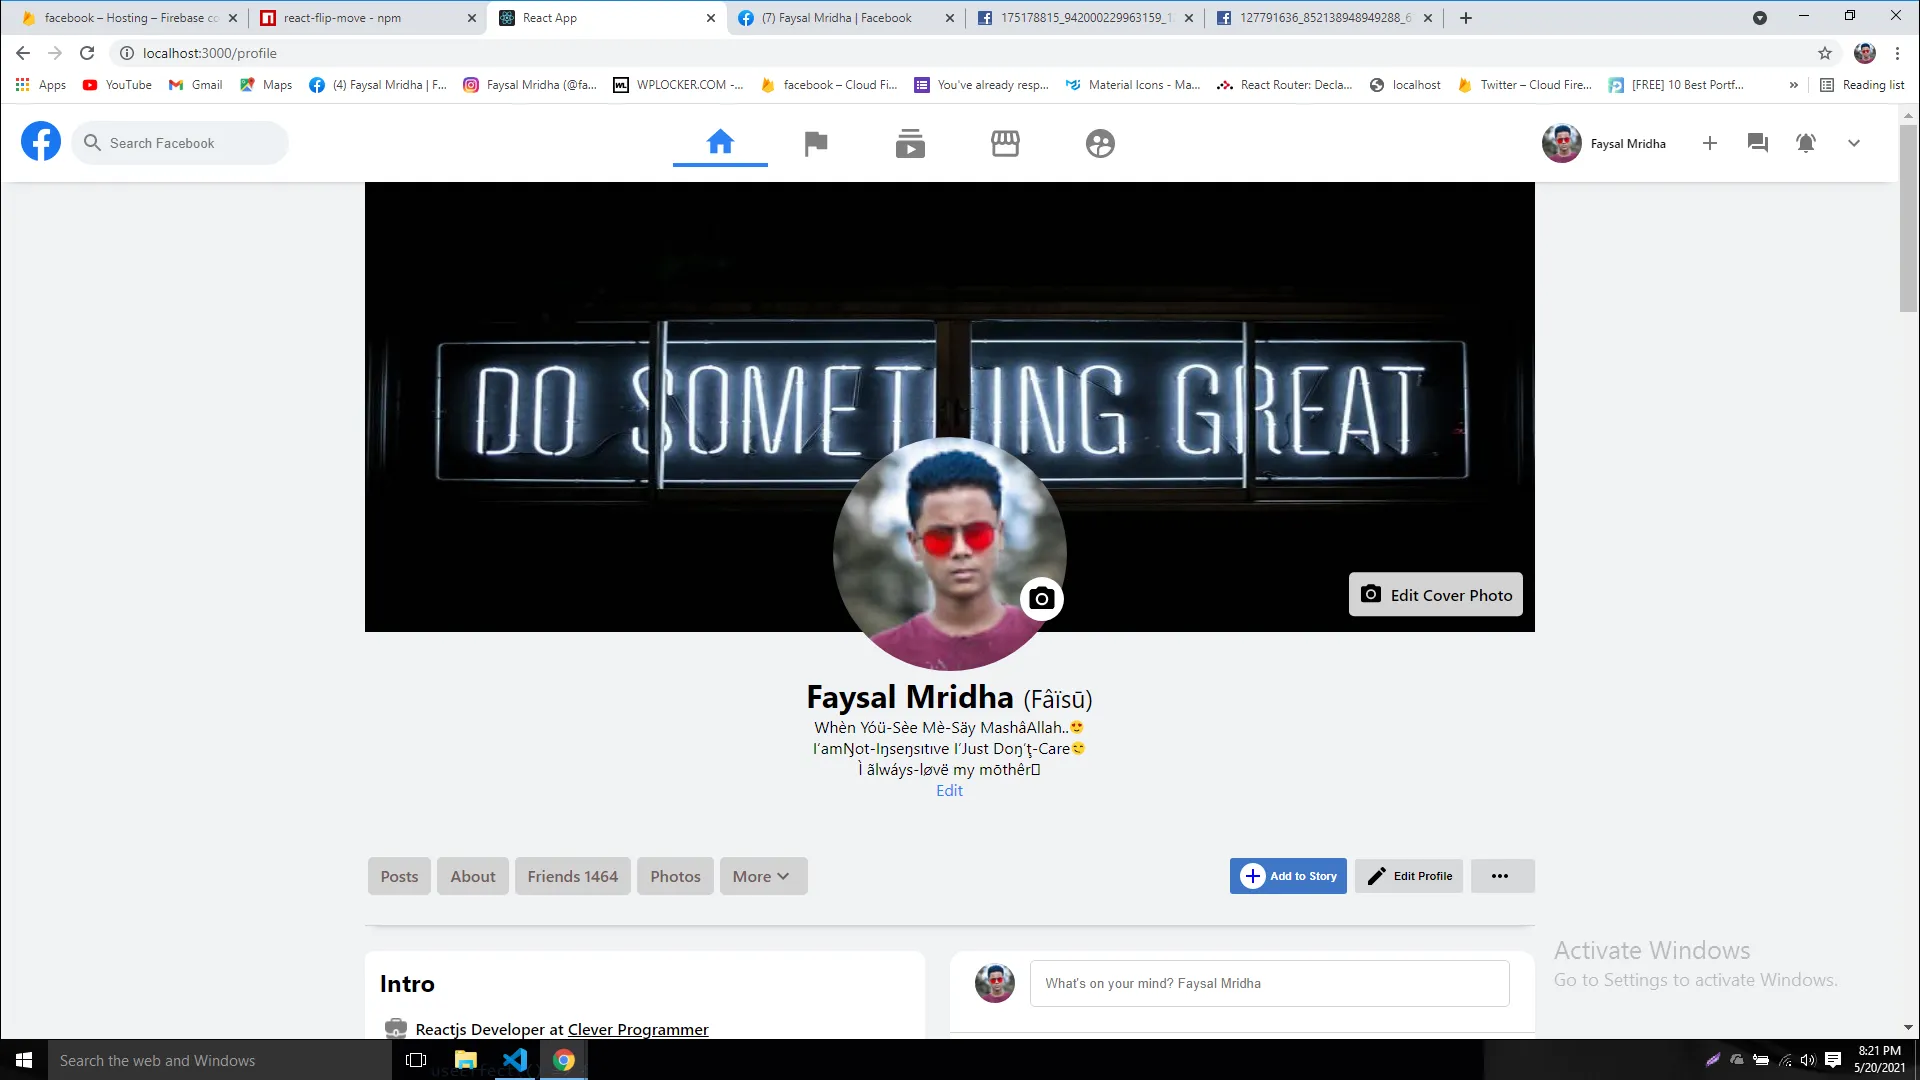 facebook – Hosting – Firebase co
react-flip-move - npm
React App
(7) Faysal Mridha | Facebook
175178815_942000229963159_1
127791636_852138948949288_6
localhost:3000/profile
Apps
YouTube
Gmail
Maps
(4) Faysal Mridha | F...
Faysal Mridha (@fa...
WL
WPLOCKER.COM -...
facebook – Cloud Fi...
You've already resp...
Material Icons - Ma...
React Router: Decla...
localhost
Twitter – Cloud Fire...
[FREE] 10 Best Portf...
Reading list
Search Facebook
Faysal Mridha
DO SOMETHING GREAT
Edit Cover Photo
Faysal Mridha (Fâïsū)
Whèn Yóü-Sèe Mè-Säy MashâAllah..😍
I'amŊot-Iŋseŋsıtıve I'Just Doŋ'ţ-Care😉
Ì ãlwáys-løvë my mõthêr▯
Edit
Posts
About
Friends 1464
Photos
More
Add to Story
Edit Profile
Activate Windows
Go to Settings to activate Windows.
Intro
What's on your mind? Faysal Mridha
Reactjs Developer at Clever Programmer
Search the web and Windows
8:21 PM
5/20/2021